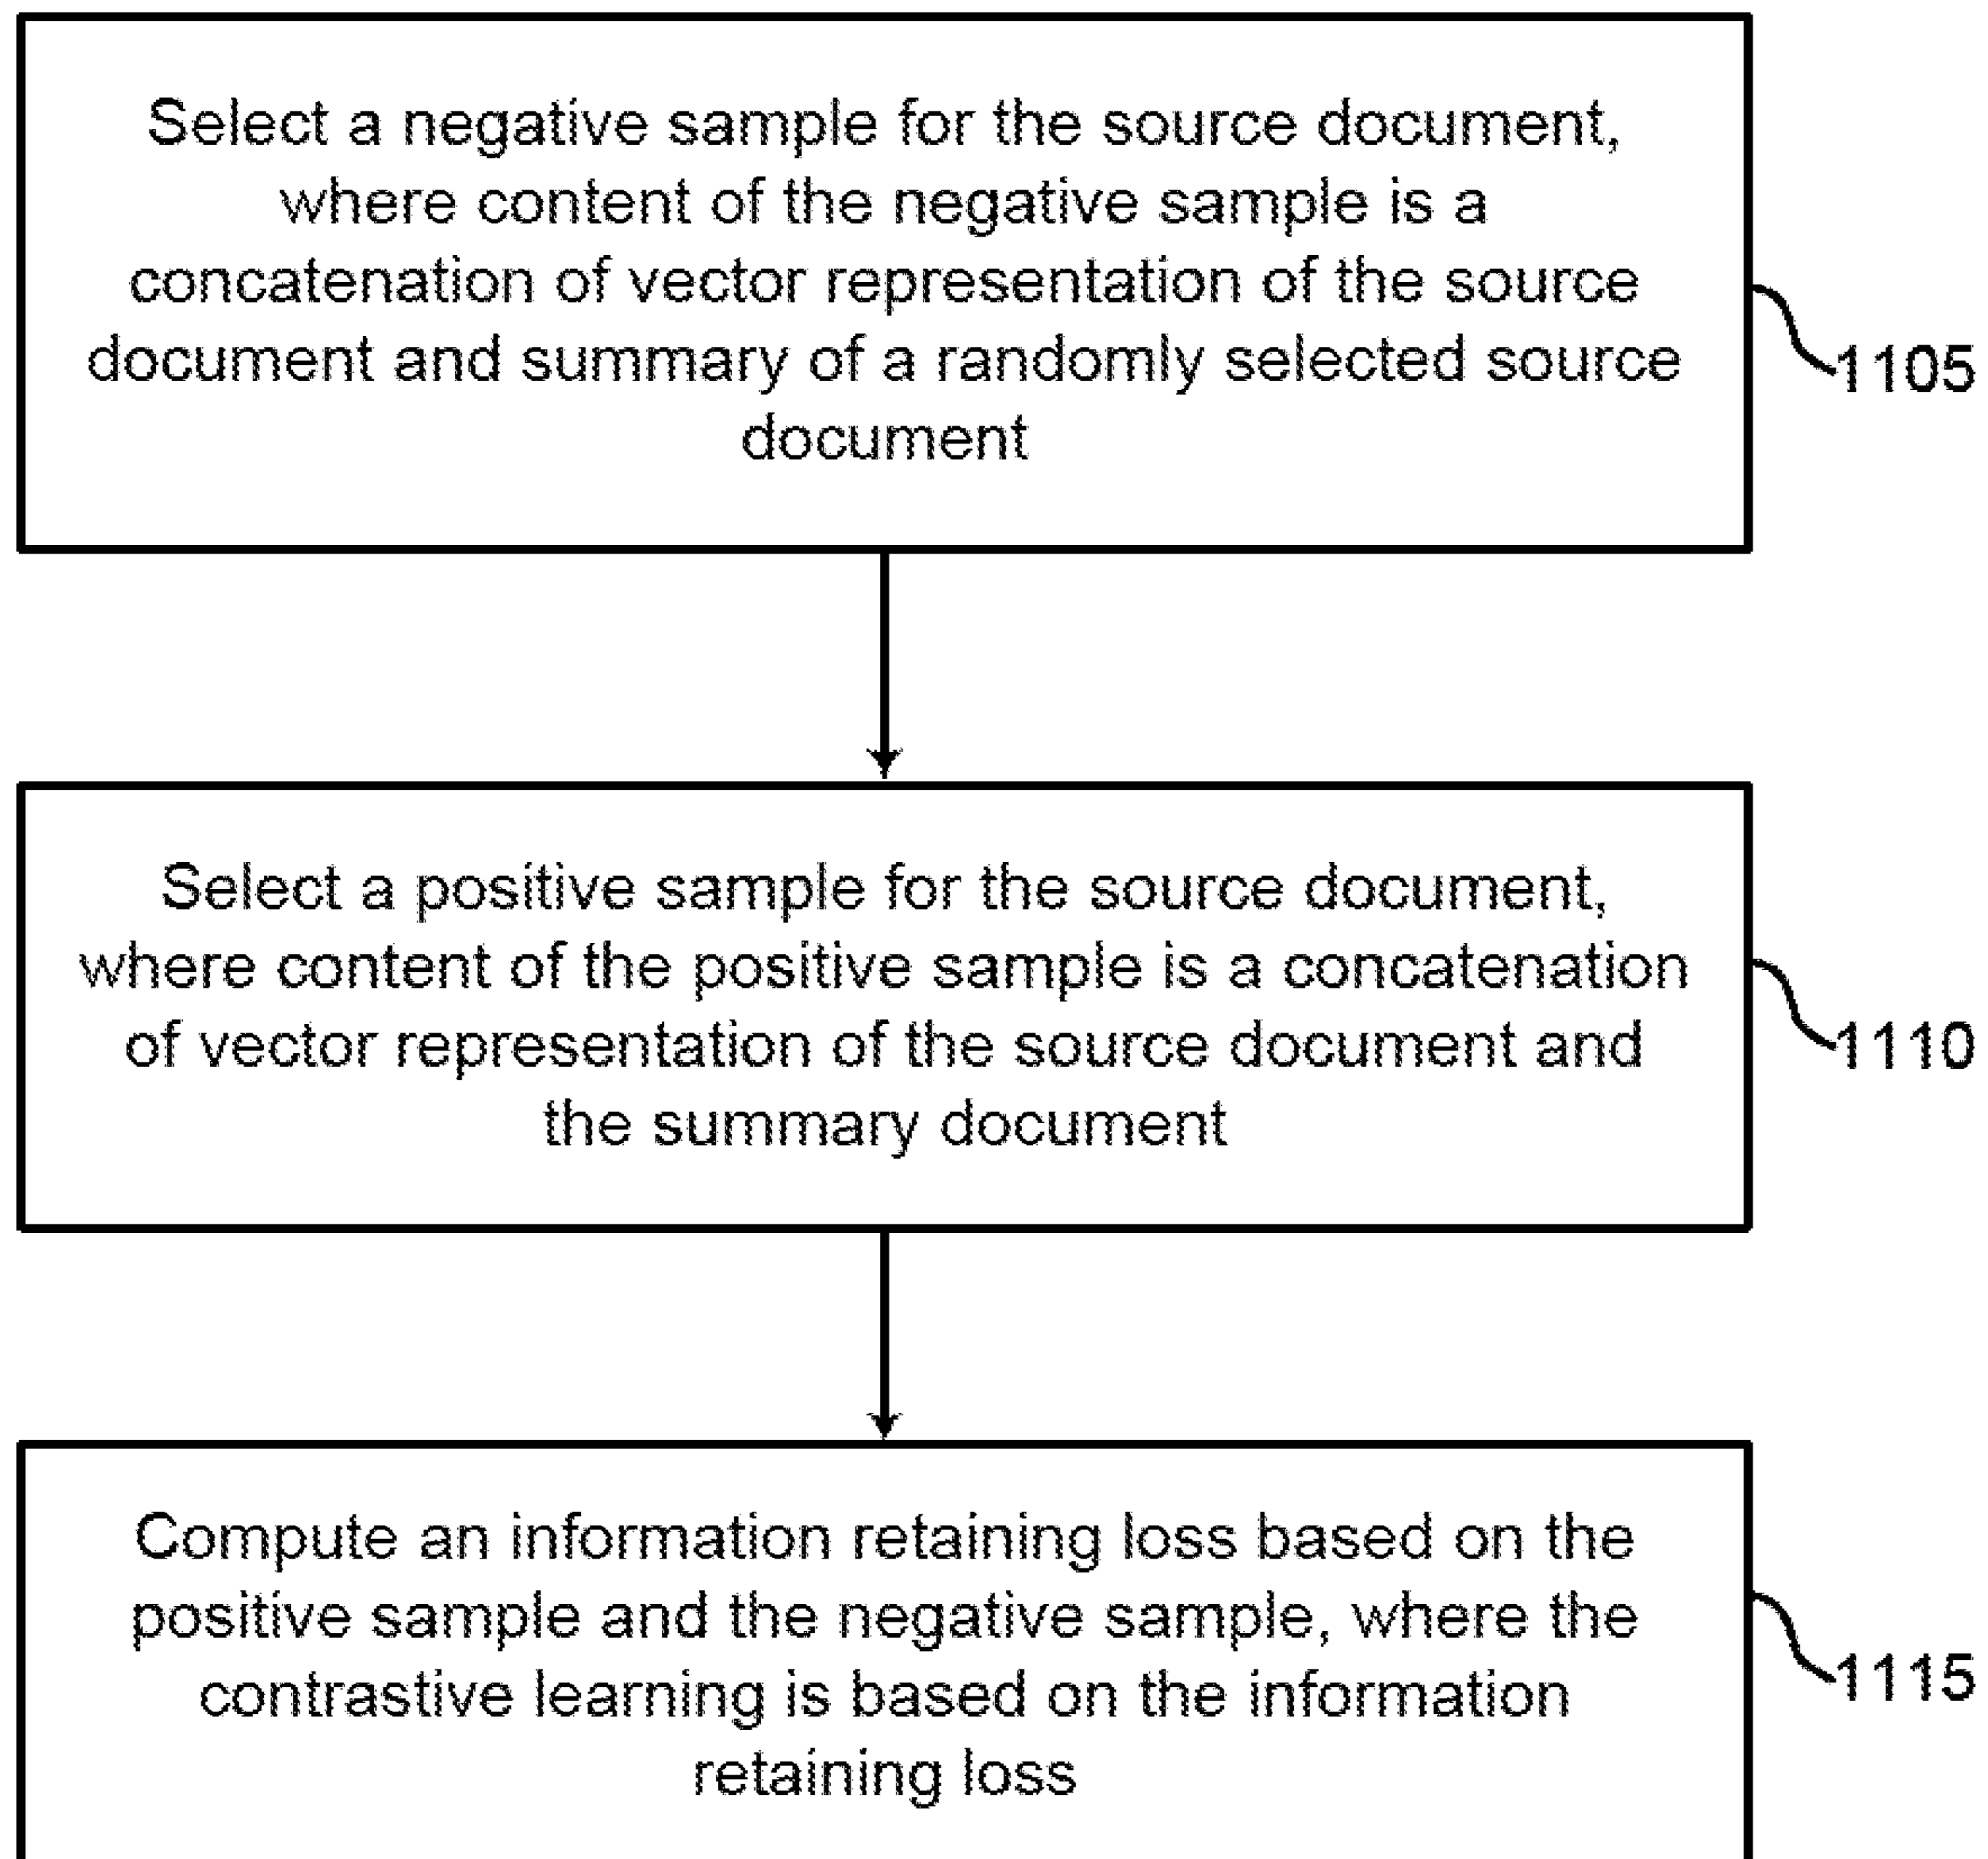 Select a negative sample for the source document,
where content of the negative sample is a
concatenation of vector representation of the source
document and summary of a randomly selected source
document
1105
Select a positive sample for the source document,
where content of the positive sample is a concatenation
of vector representation of the source document and
the summary document
1110
Compute an information retaining loss based on the
positive sample and the negative sample, where the
contrastive learning is based on the information
retaining loss
1115